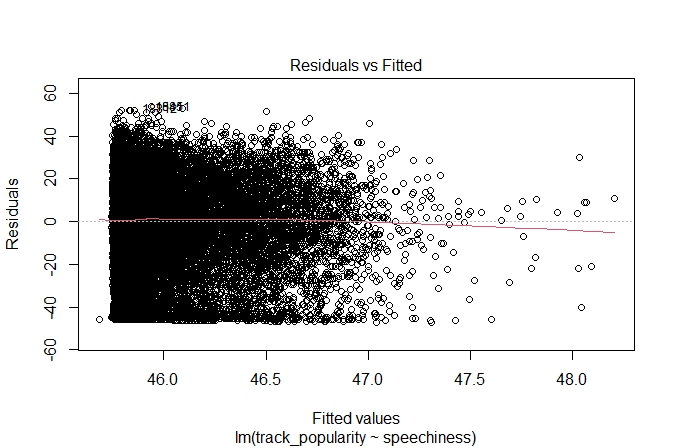 Residuals vs Fitted
60
40
20
0
-20
-40
-60
Residuals
46.0 46.5 47.0 47.5 48.0
Fitted values
lm(track_popularity ~ speechiness)